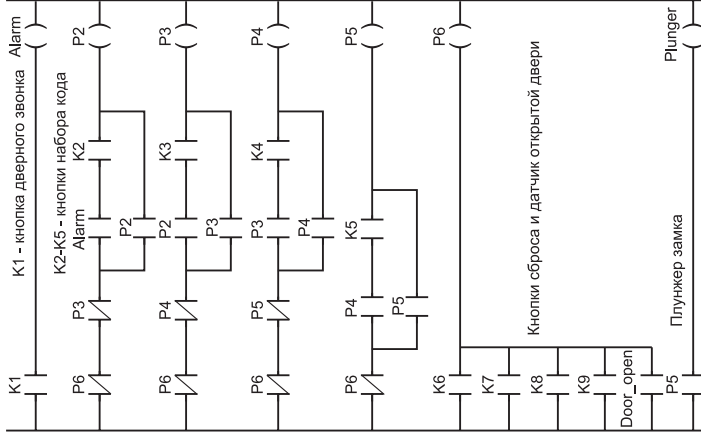 K1 - кнопка дверного звонка
K1
Alarm
K2-K5 - кнопки набора кода
P6
P3
Alarm
K2
P2
P2
P6
P4
P2
K3
P3
P3
P6
P5
P3
K4
P4
P4
P6
P4
K5
P5
P5
Кнопки сброса и датчик открытой двери
K6
P6
K7
K8
K9
Door_open
Плунжер замка
P5
Plunger